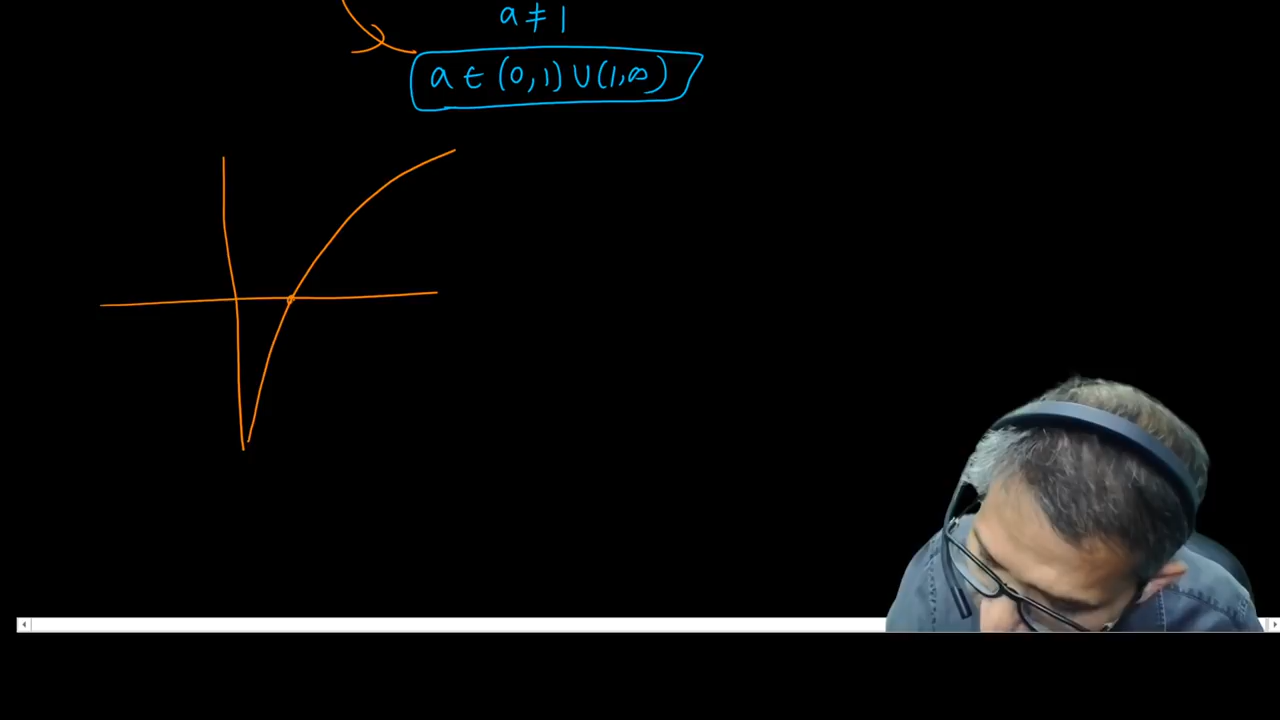 a ≠ 1
a ∈ (0,1) ∪ (1,∞)